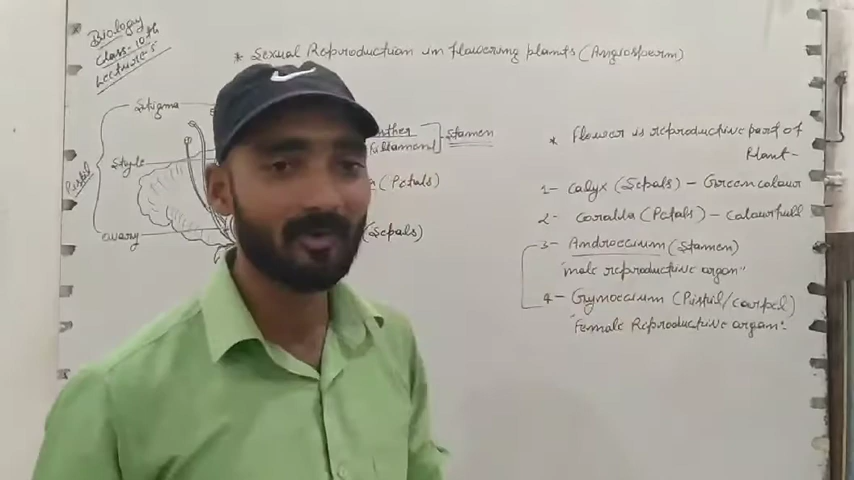 Biology
Class-10th
Lecture-5
* Sexual Reproduction in flowering plants (Angiosperm)
Stigma
Style
Pistil
ovary
Anther
Fillament
Stamen
(Petals)
(Sepals)
* Flower is reproductive part of
Plant-
1- Calyx (Sepals) - Green colour
2- Coralla (Petals) - Colourfull
3- Androecium (Stamen)
"male reproductive organ"
4- Gynoecium (Pistil/carpel)
"Female Reproductive organ"